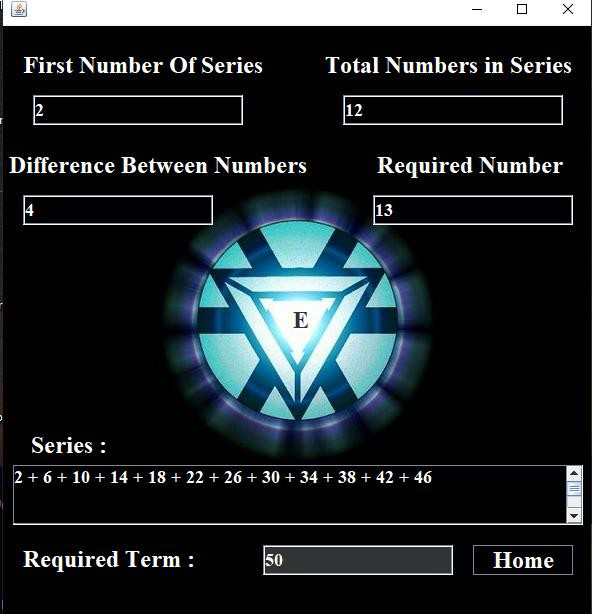 First Number Of Series
Total Numbers in Series
2
12
Difference Between Numbers
Required Number
4
13
E
Series :
2 + 6 + 10 + 14 + 18 + 22 + 26 + 30 + 34 + 38 + 42 + 46
Required Term :
50
Home